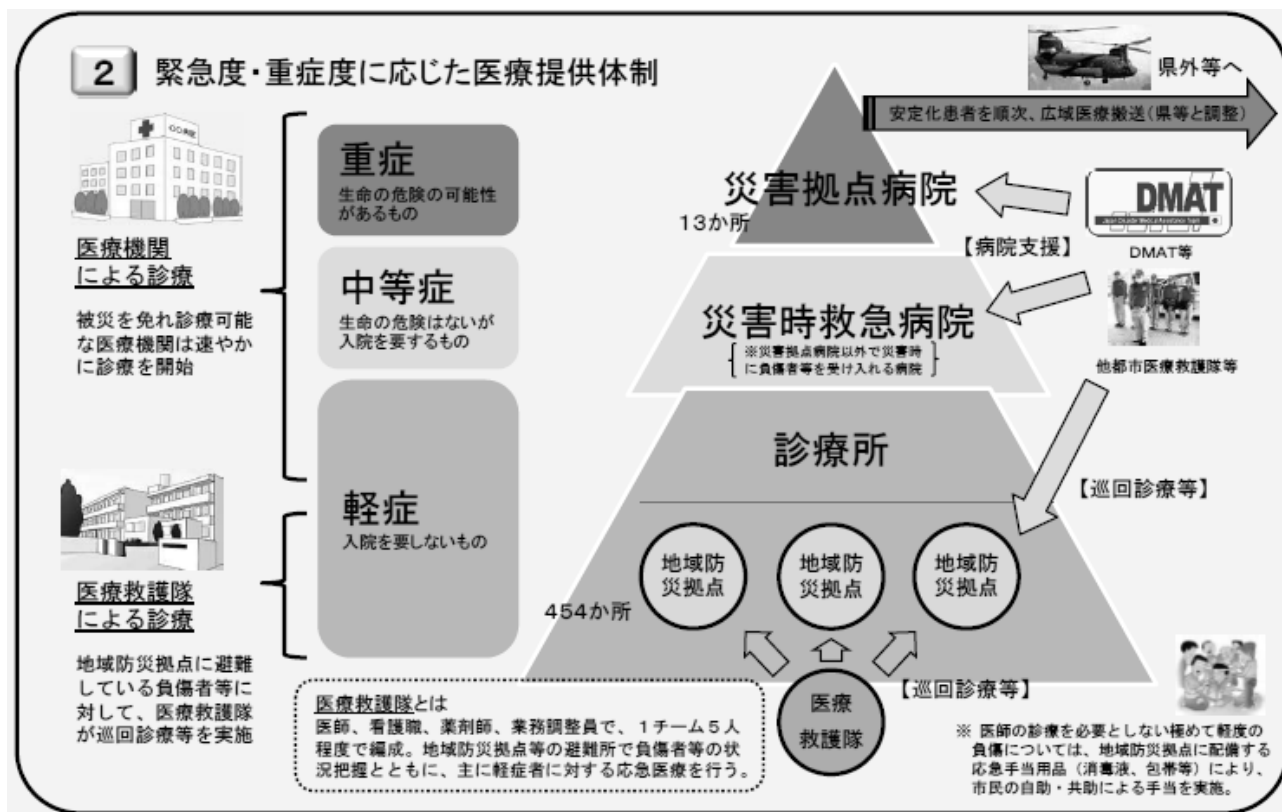 2 緊急度・重症度に応じた医療提供体制
県外等へ
安定化患者を順次、広域医療搬送(県等と調整)
〇〇病院
医療機関
による診療
被災を免れ診療可能
な医療機関は速やか
に診療を開始
重症
生命の危険の可能性
があるもの
中等症
生命の危険はないが
入院を要するもの
軽症
入院を要しないもの
医療救護隊
による診療
地域防災拠点に避難
している負傷者等に
対して、医療救護隊
が巡回診療等を実施
災害拠点病院
13か所
【病院支援】
DMAT
Japan Disaster Medical Assistance Team
DMAT等
災害時救急病院
※災害拠点病院以外で災害時
に負傷者等を受け入れる病院
他都市医療救護隊等
診療所
【巡回診療等】
地域防
災拠点
地域防
災拠点
地域防
災拠点
454か所
医療
救護隊
【巡回診療等】
医療救護隊とは
医師、看護職、薬剤師、業務調整員で、1チーム5人
程度で編成。地域防災拠点等の避難所で負傷者等の状
況把握とともに、主に軽症者に対する応急医療を行う。
※ 医師の診療を必要としない極めて軽度の
負傷については、地域防災拠点に配備する
応急手当用品(消毒液、包帯等)により、
市民の自助・共助による手当を実施。